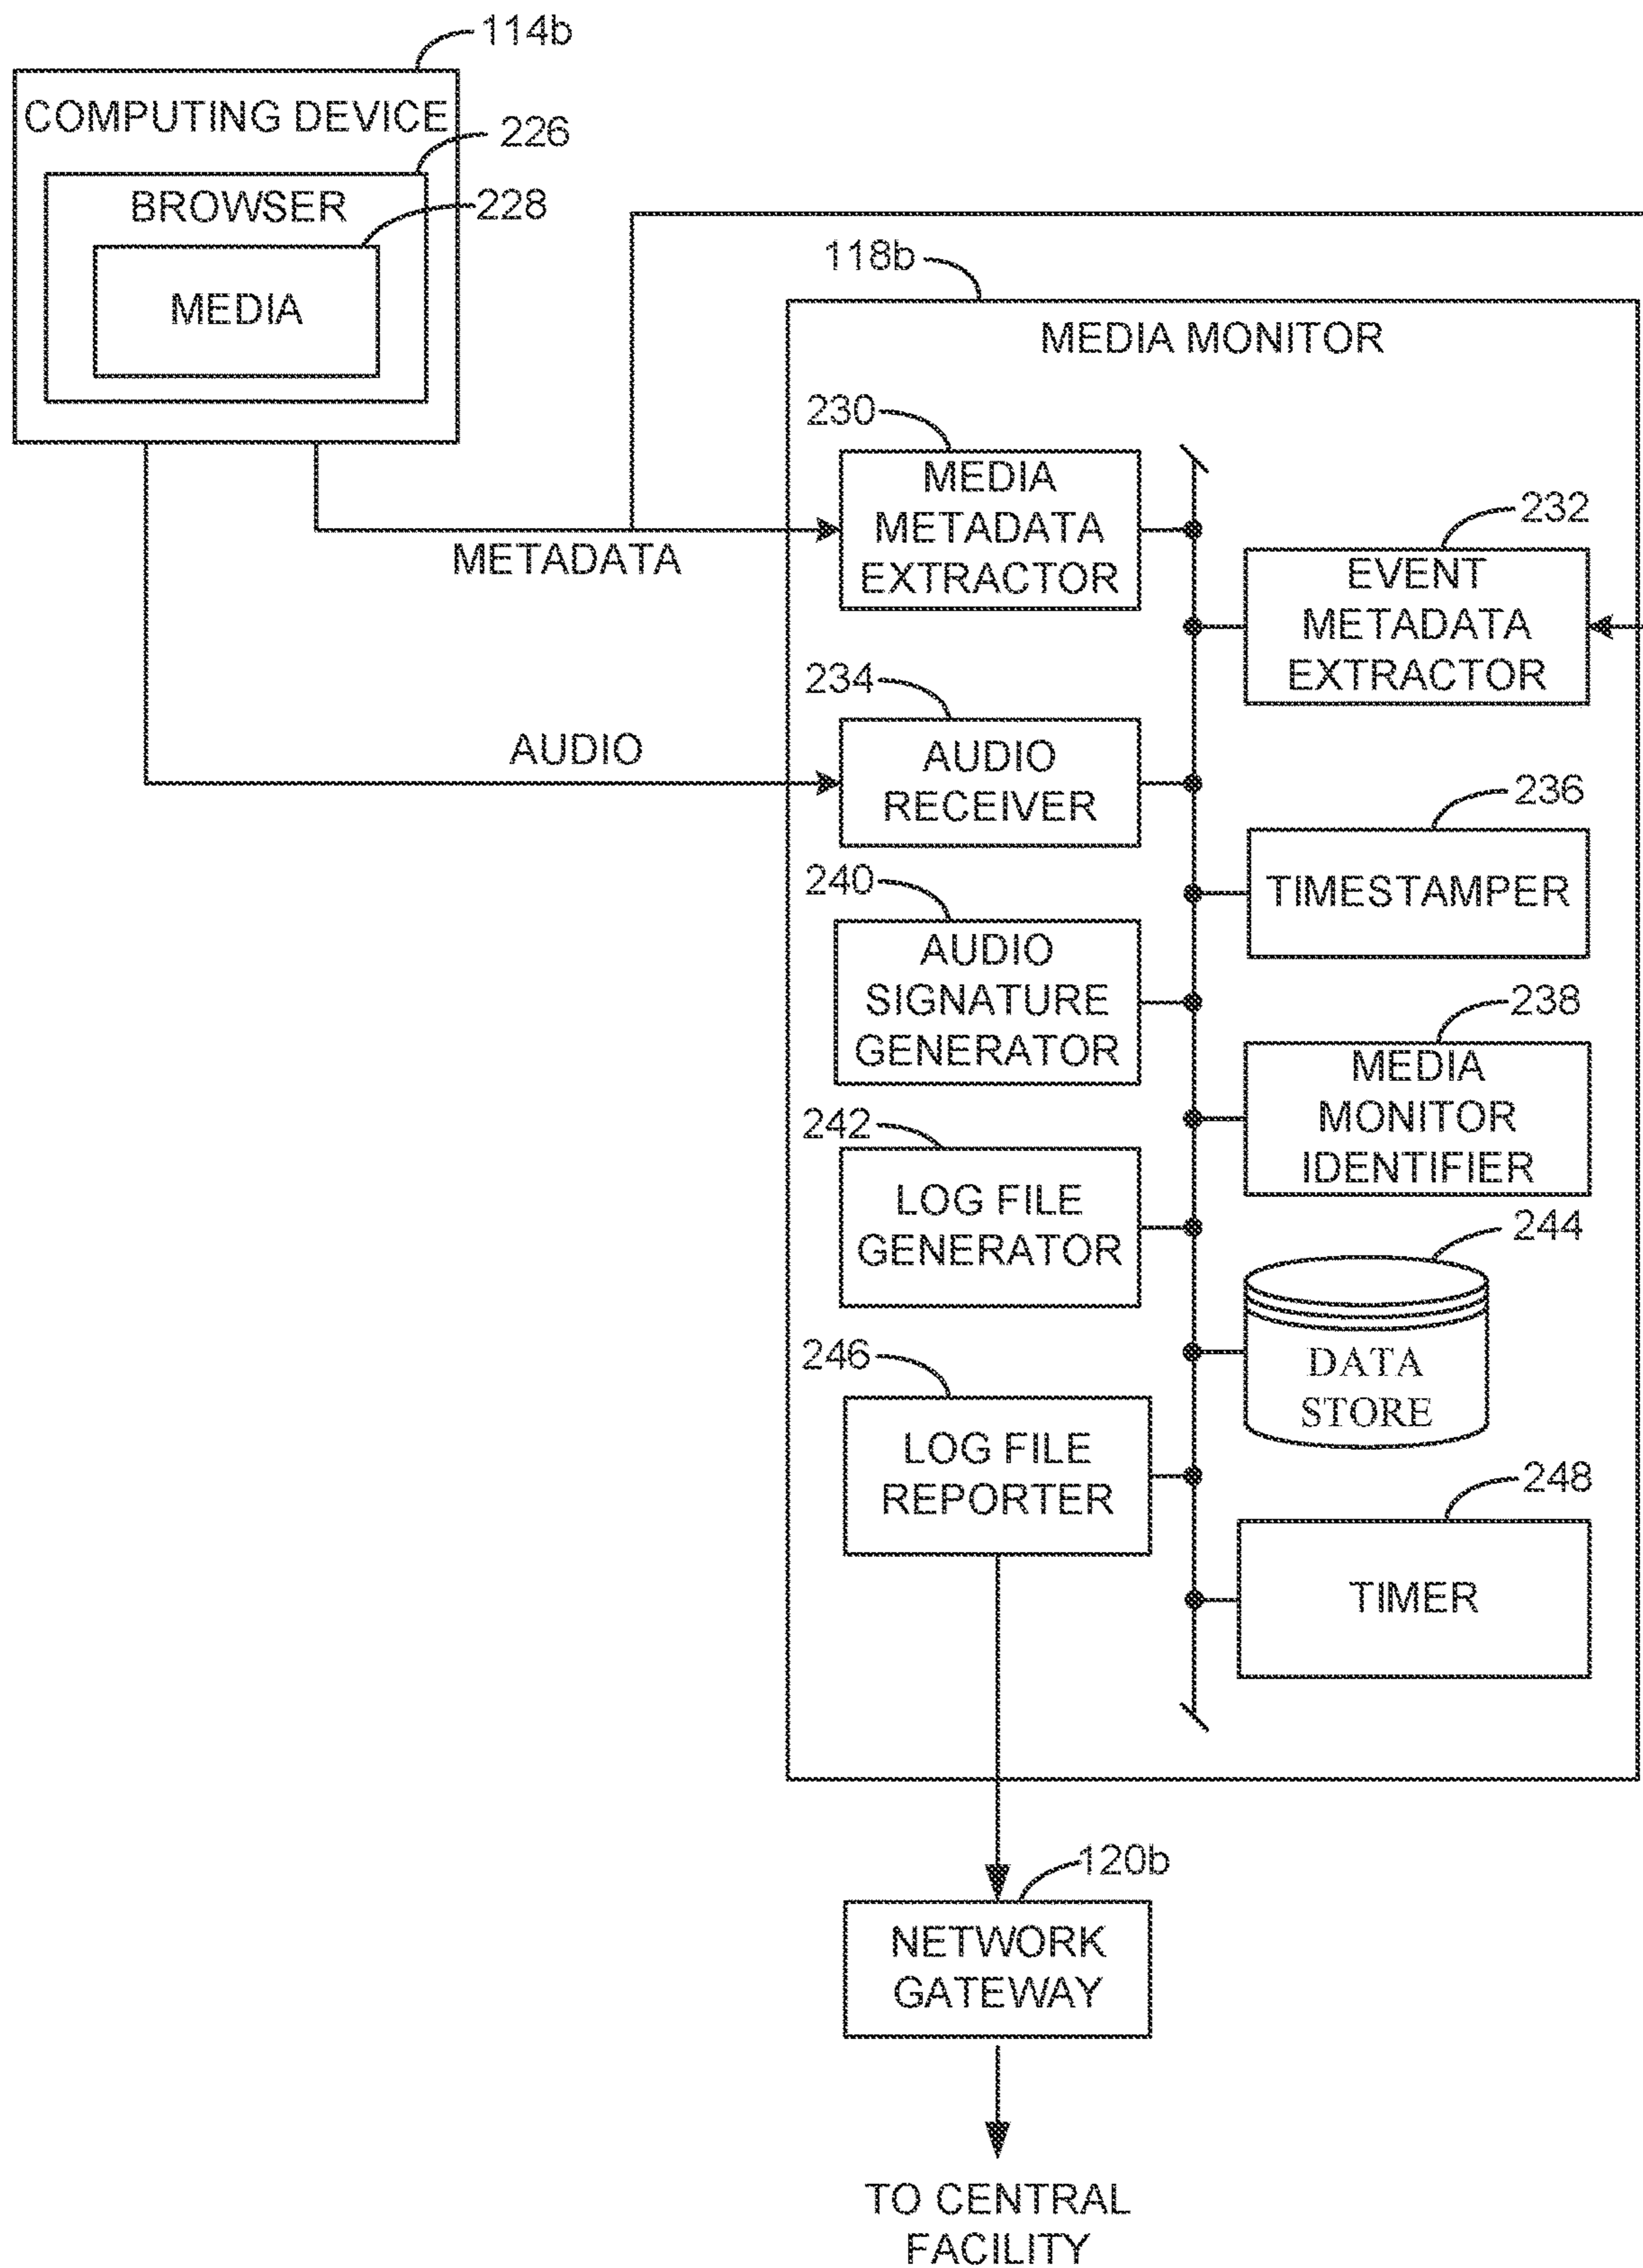 114b
COMPUTING DEVICE
226
BROWSER
228
MEDIA
118b
MEDIA MONITOR
230
MEDIA
METADATA
EXTRACTOR
METADATA
232
EVENT
METADATA
EXTRACTOR
234
AUDIO
AUDIO
RECEIVER
236
TIMESTAMPER
240
AUDIO
SIGNATURE
GENERATOR
238
MEDIA
MONITOR
IDENTIFIER
242
LOG FILE
GENERATOR
244
DATA
STORE
246
LOG FILE
REPORTER
248
TIMER
120b
NETWORK
GATEWAY
TO CENTRAL
FACILITY